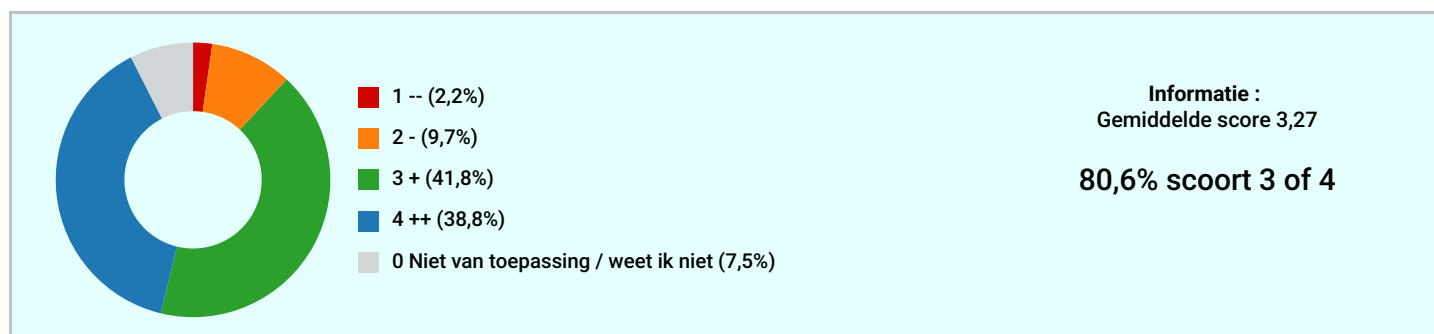 1 -- (2,2%)
2 - (9,7%)
3 + (41,8%)
4 ++ (38,8%)
0 Niet van toepassing / weet ik niet (7,5%)
Informatie :
Gemiddelde score 3,27
80,6% scoort 3 of 4